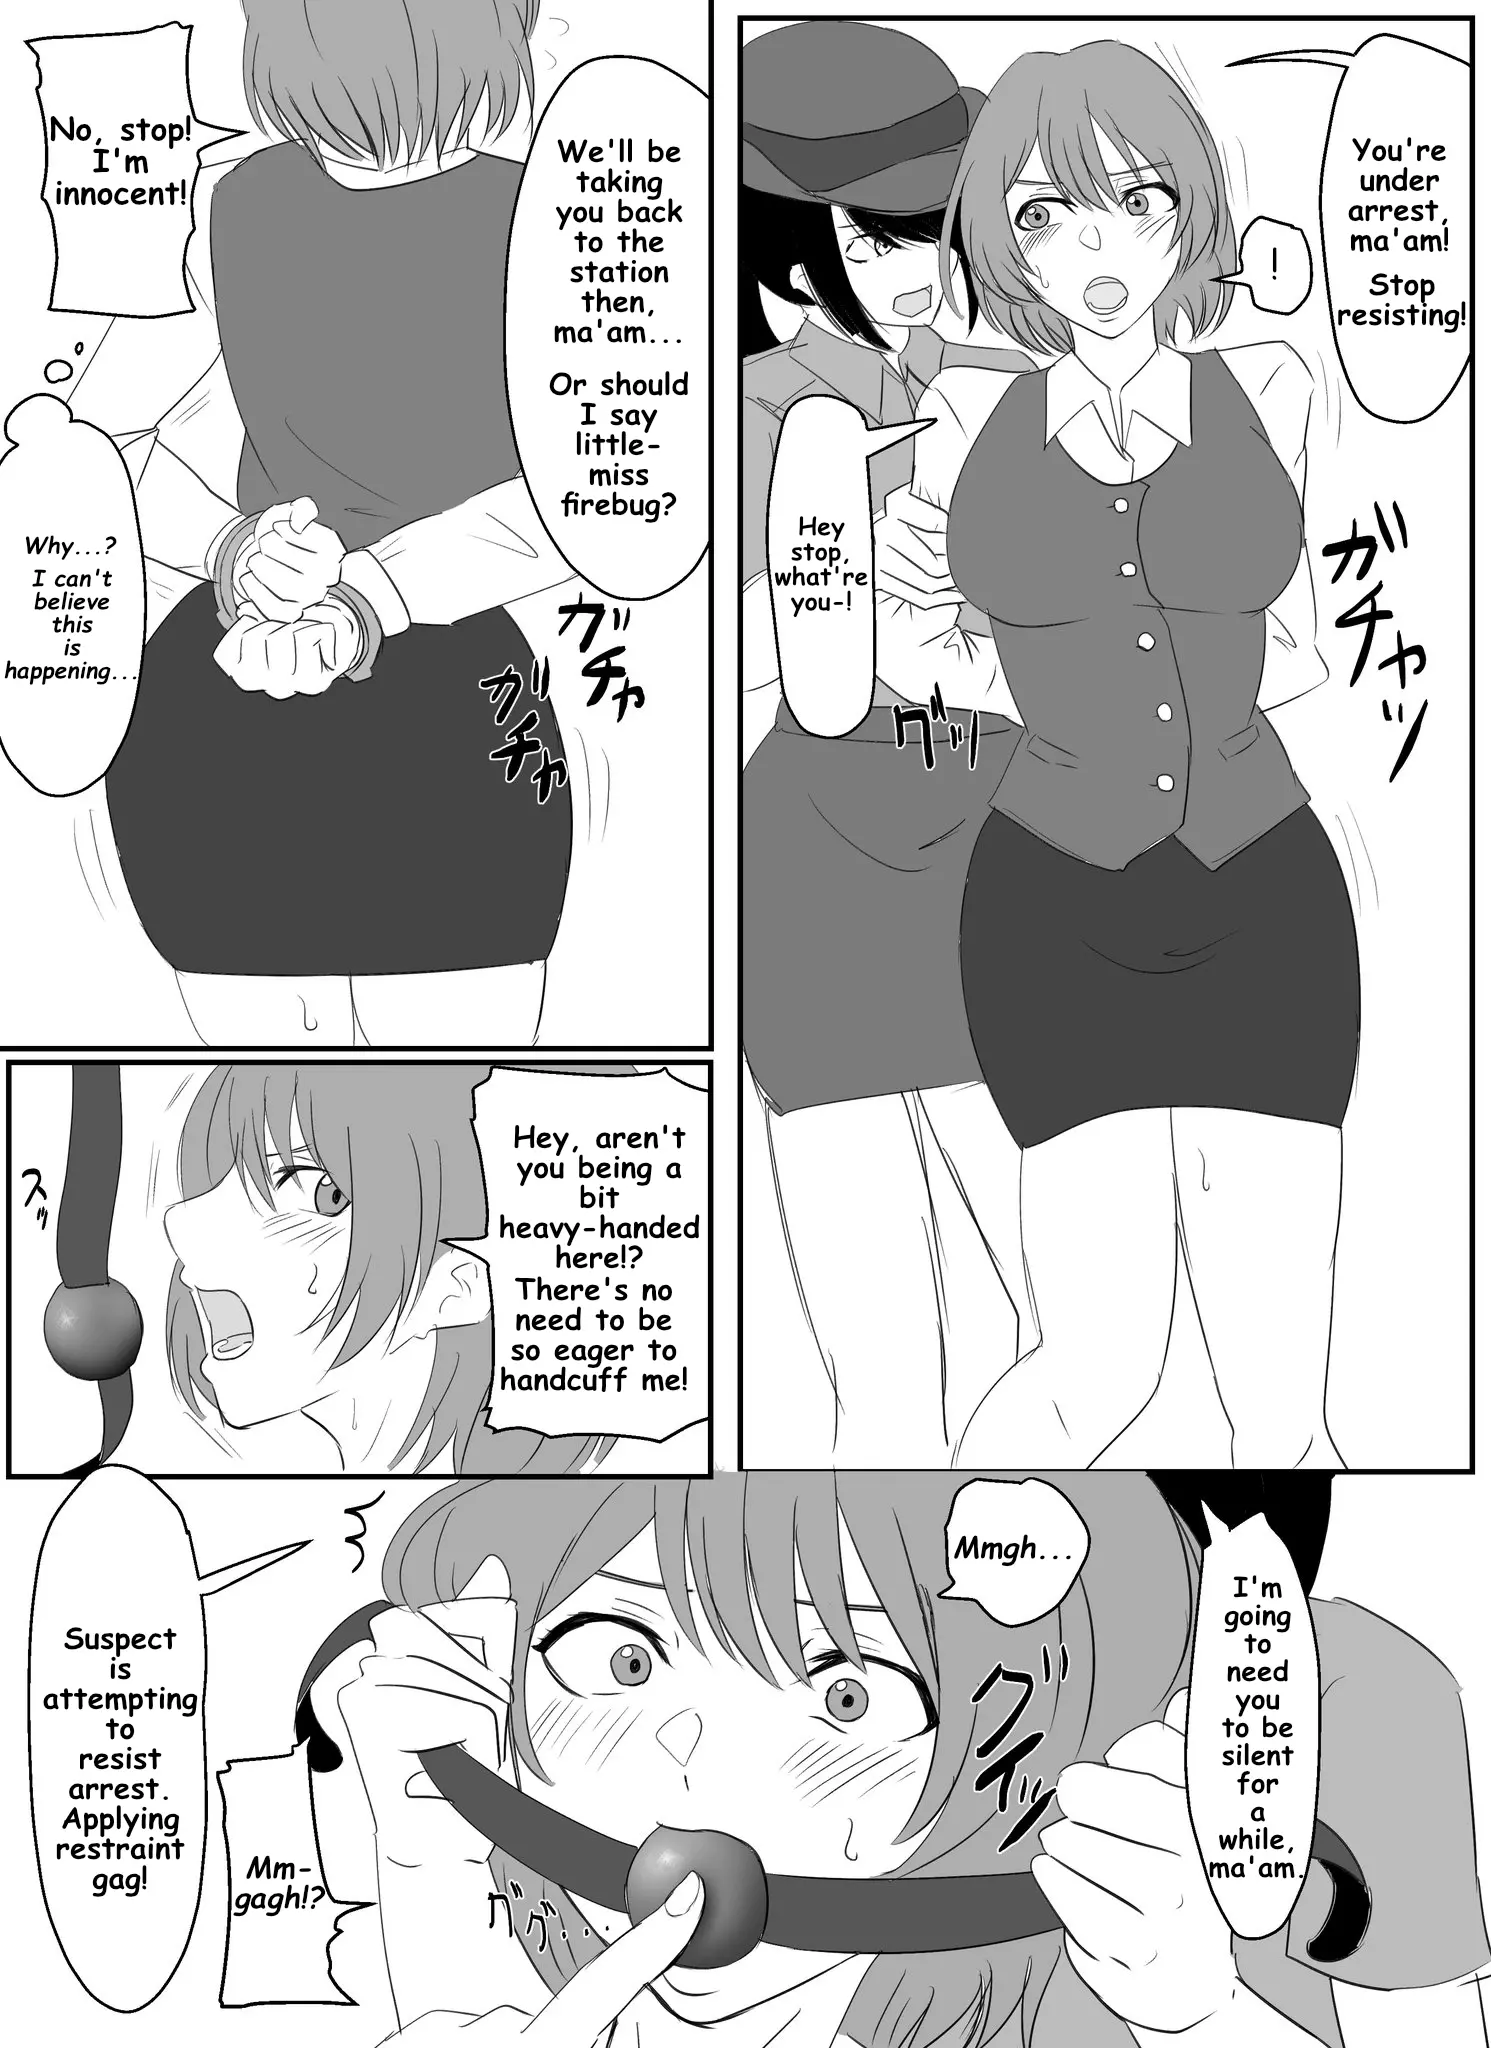 You're
under
arrest,
ma'am!
Stop
resisting!
!
Hey
stop,
what're
you-!
ガチャッ
グッ
We'll be
taking
you back
to the
station
then,
ma'am...
Or should
I say
little-
miss
firebug?
No, stop!
I'm
innocent!
Why...?
I can't
believe
this
is
happening...
ガチャ
ガチャ
Hey, aren't
you being a
bit
heavy-handed
here!?
There's no
need to be
so eager to
handcuff me!
スッ
I'm
going
to
need
you
to be
silent
for
a
while,
ma'am.
Mmgh...
グイッ
Suspect
is
attempting
to
resist
arrest.
Applying
restraint
gag!
Mm-
gagh!?
ググ...